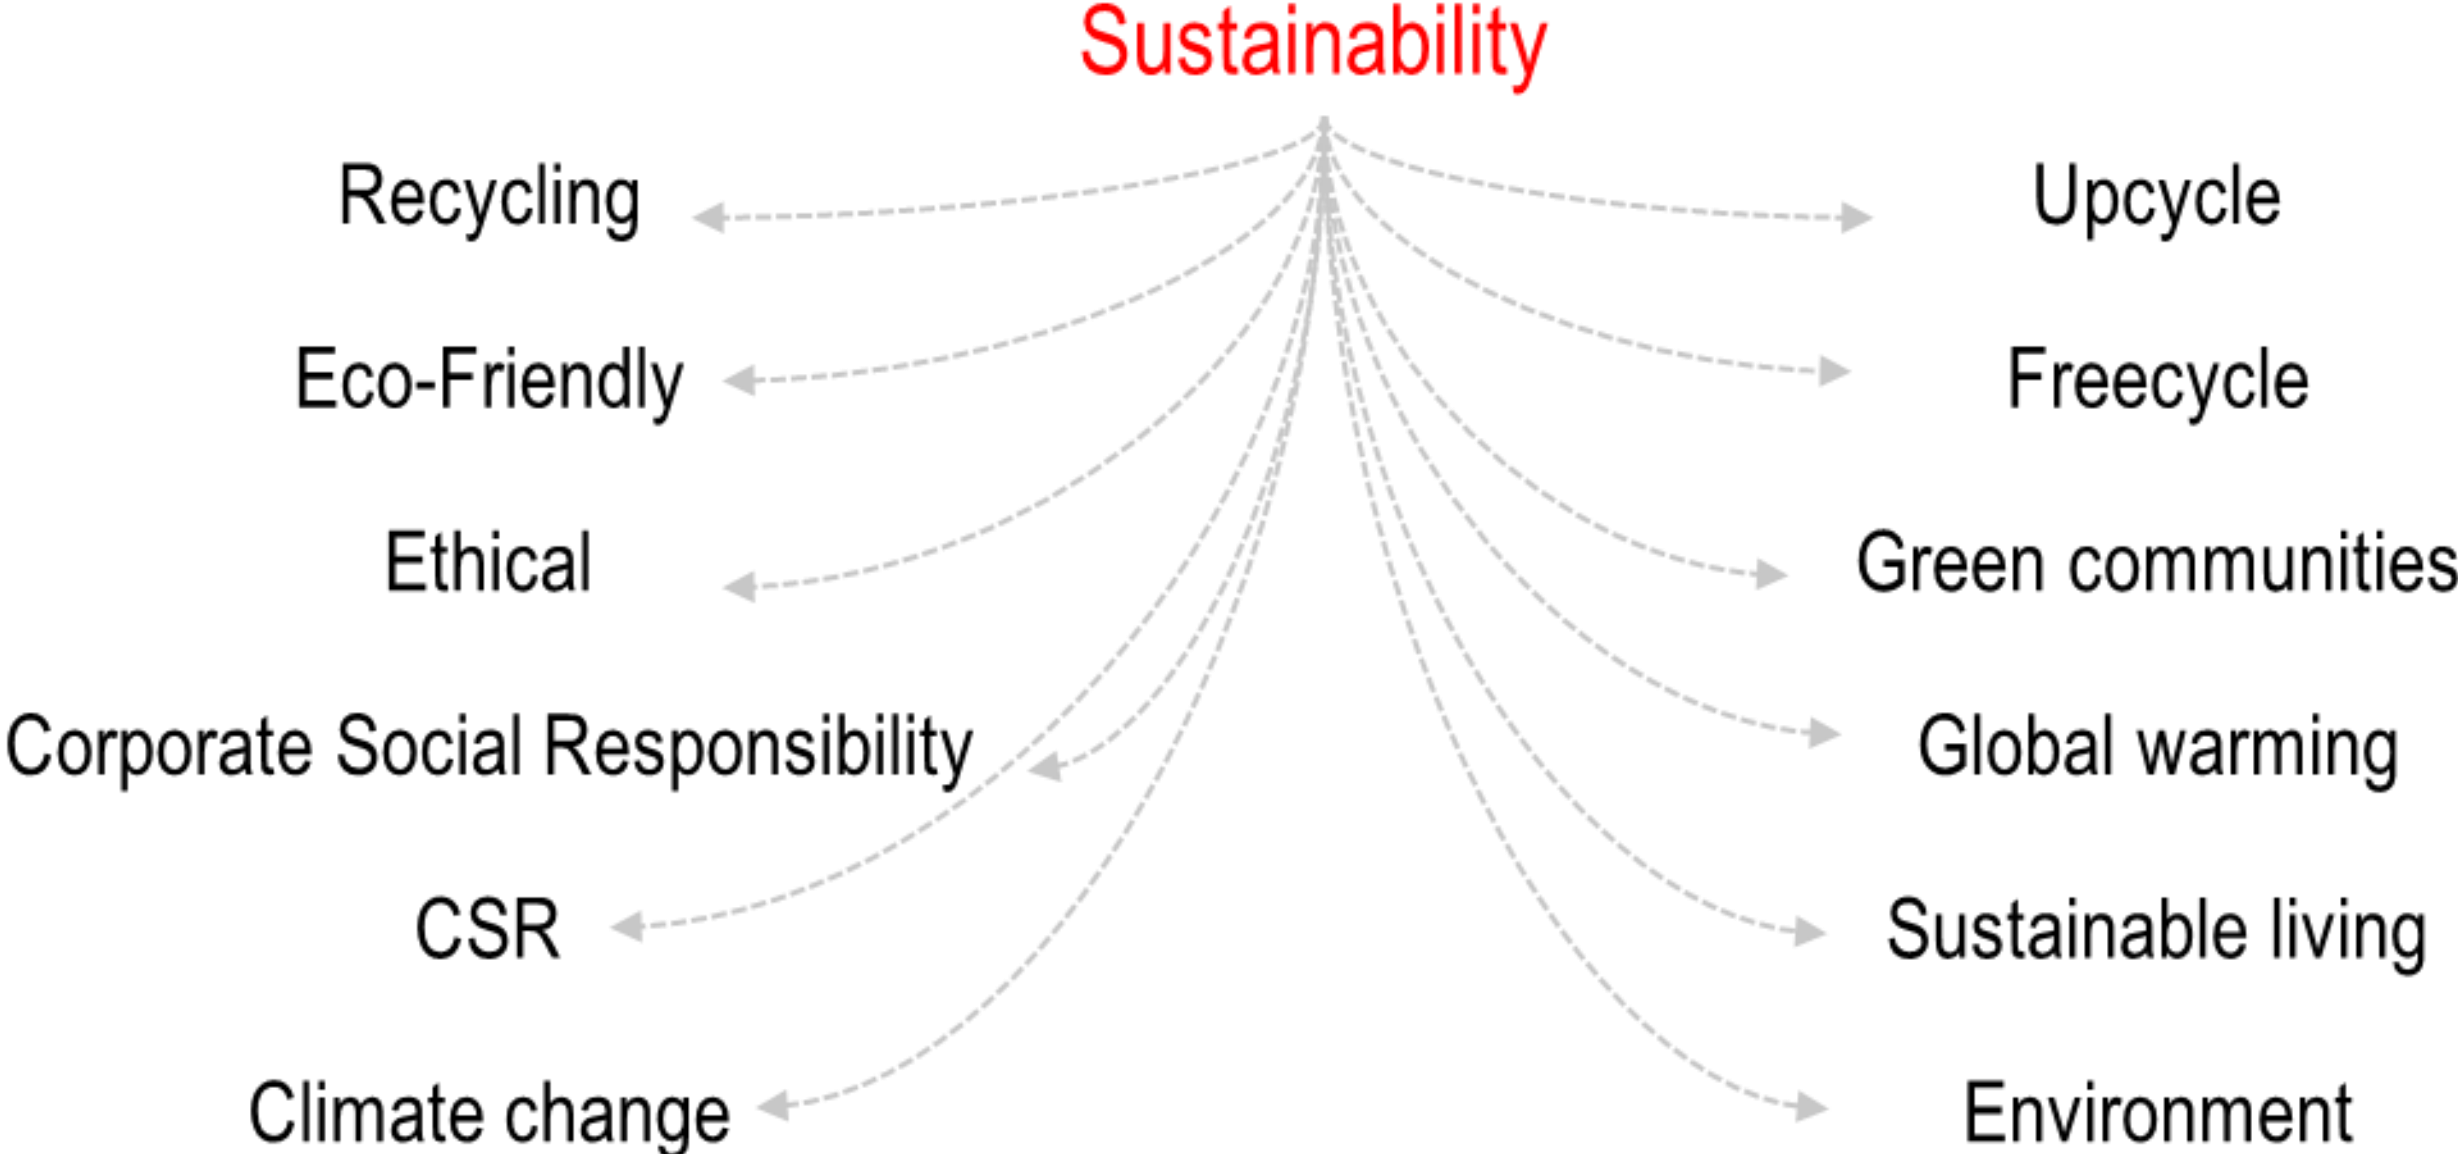 Sustainability
Recycling
Upcycle
Eco-Friendly
Freecycle
Ethical
Green communities
Corporate Social Responsibility
Global warming
CSR
Sustainable living
Climate change
Environment